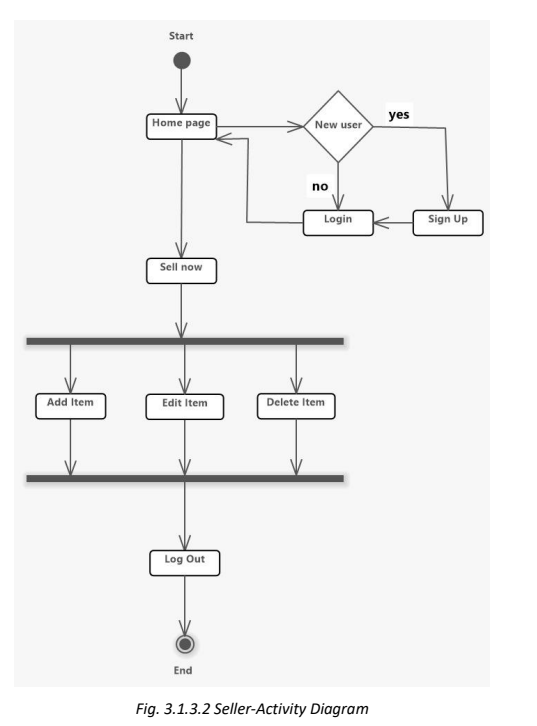 Start
Home page
New user
yes
no
Login
Sign Up
Sell now
Add Item
Edit Item
Delete Item
Log Out
End
Fig. 3.1.3.2 Seller-Activity Diagram